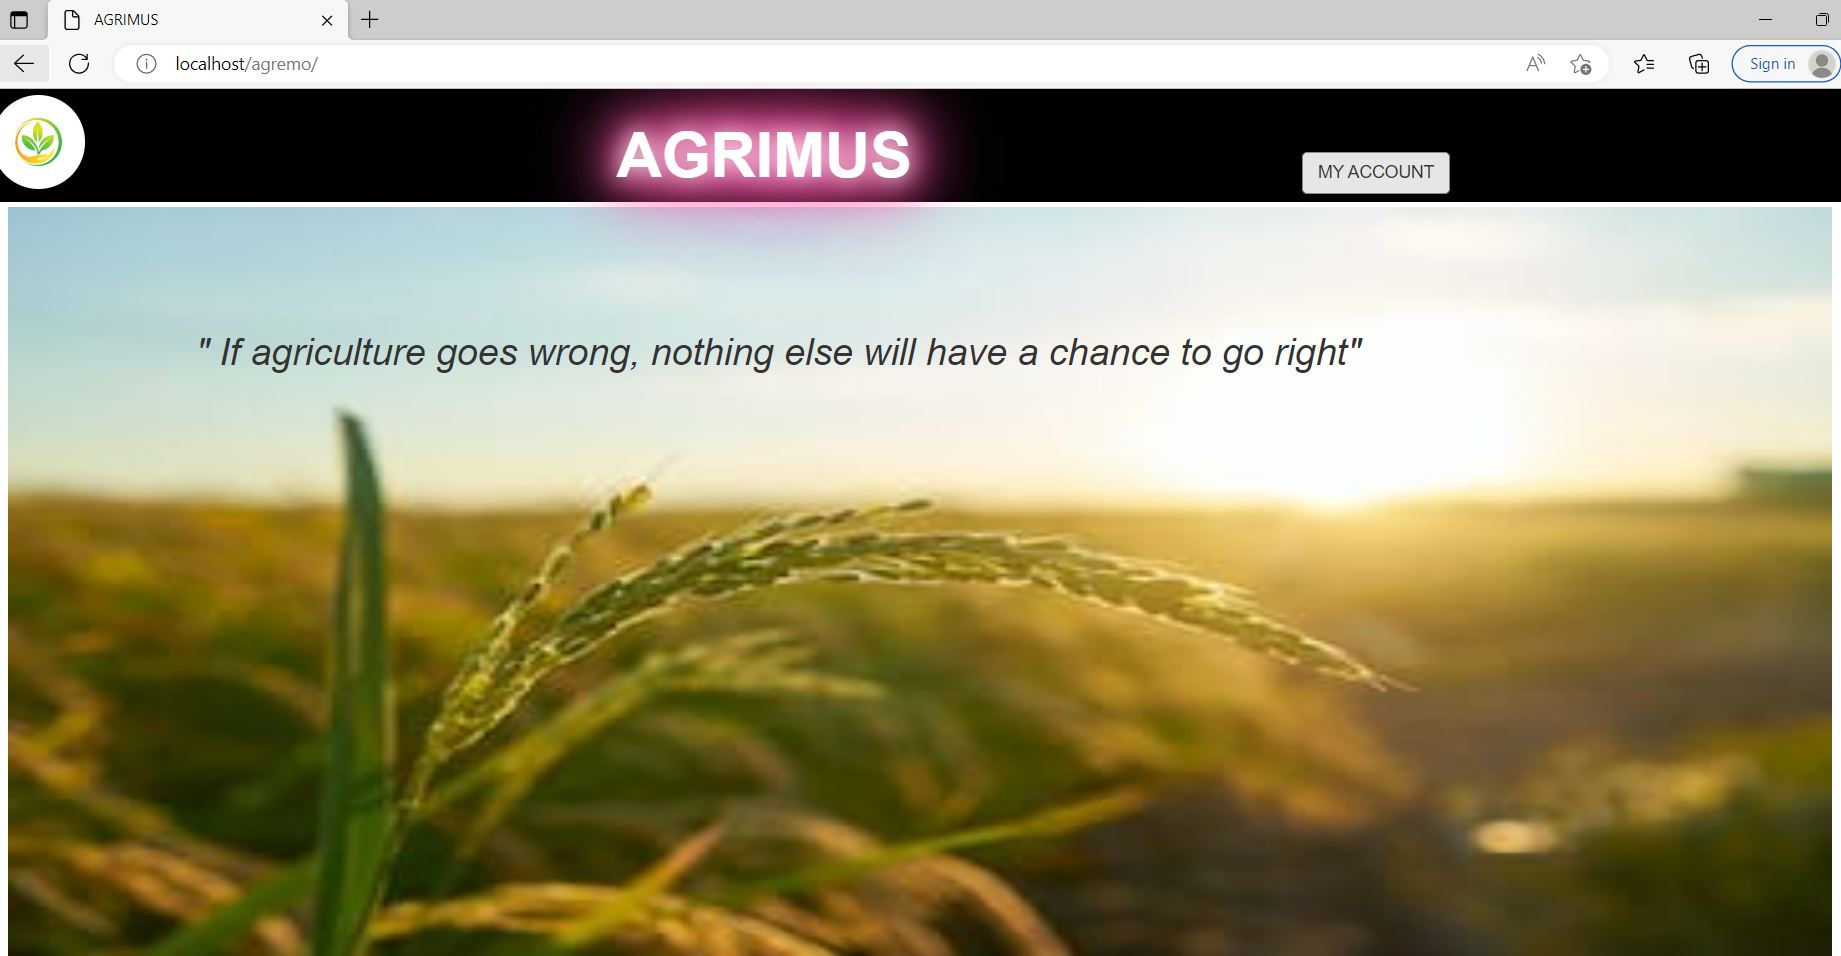 AGRIMUS
localhost/agremo/
Sign in
AGRIMUS
MY ACCOUNT
" If agriculture goes wrong, nothing else will have a chance to go right"